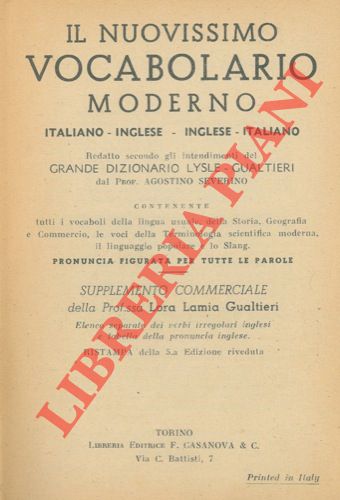 IL NUOVISSIMO
VOCABOLARIO
MODERNO
ITALIANO - INGLESE - INGLESE - ITALIANO
Redatto secondo gli intendimenti del
GRANDE DIZIONARIO LYSLE - GUALTIERI
dal PROF. AGOSTINO SEVERINO
CONTENENTE
tutti i vocaboli della lingua usuale, della Storia, Geografia
e Commercio, le voci della Terminologia scientifica moderna,
il linguaggio popolare e lo Slang.
PRONUNCIA FIGURATA PER TUTTE LE PAROLE
SUPPLEMENTO COMMERCIALE
della Prof.ssa Lora Lamia Gualtieri
Elenco separato dei verbi irregolari inglesi
e tabella della pronuncia inglese.
RISTAMPA della 5.a Edizione riveduta
TORINO
LIBRERIA EDITRICE F. CASANOVA & C.
Via C. Battisti, 7
Printed in Italy
LIBRERIA PIANI